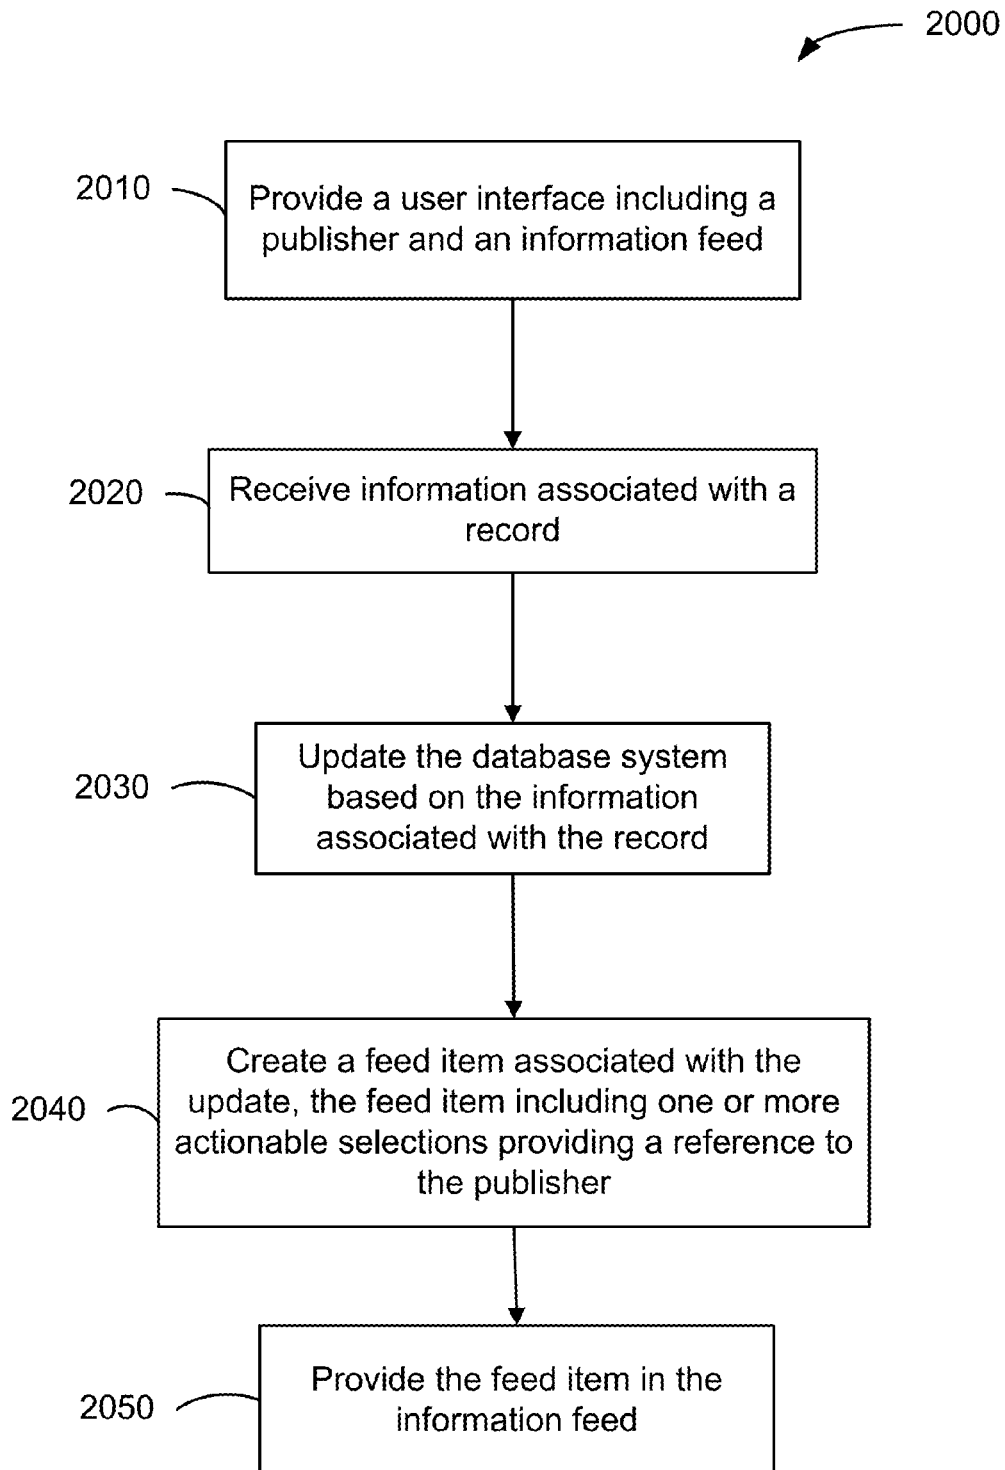 2000
2010
Provide a user interface including a
publisher and an information feed
2020
Receive information associated with a
record
2030
Update the database system
based on the information
associated with the record
2040
Create a feed item associated with the
update, the feed item including one or more
actionable selections providing a reference to
the publisher
2050
Provide the feed item in the
information feed